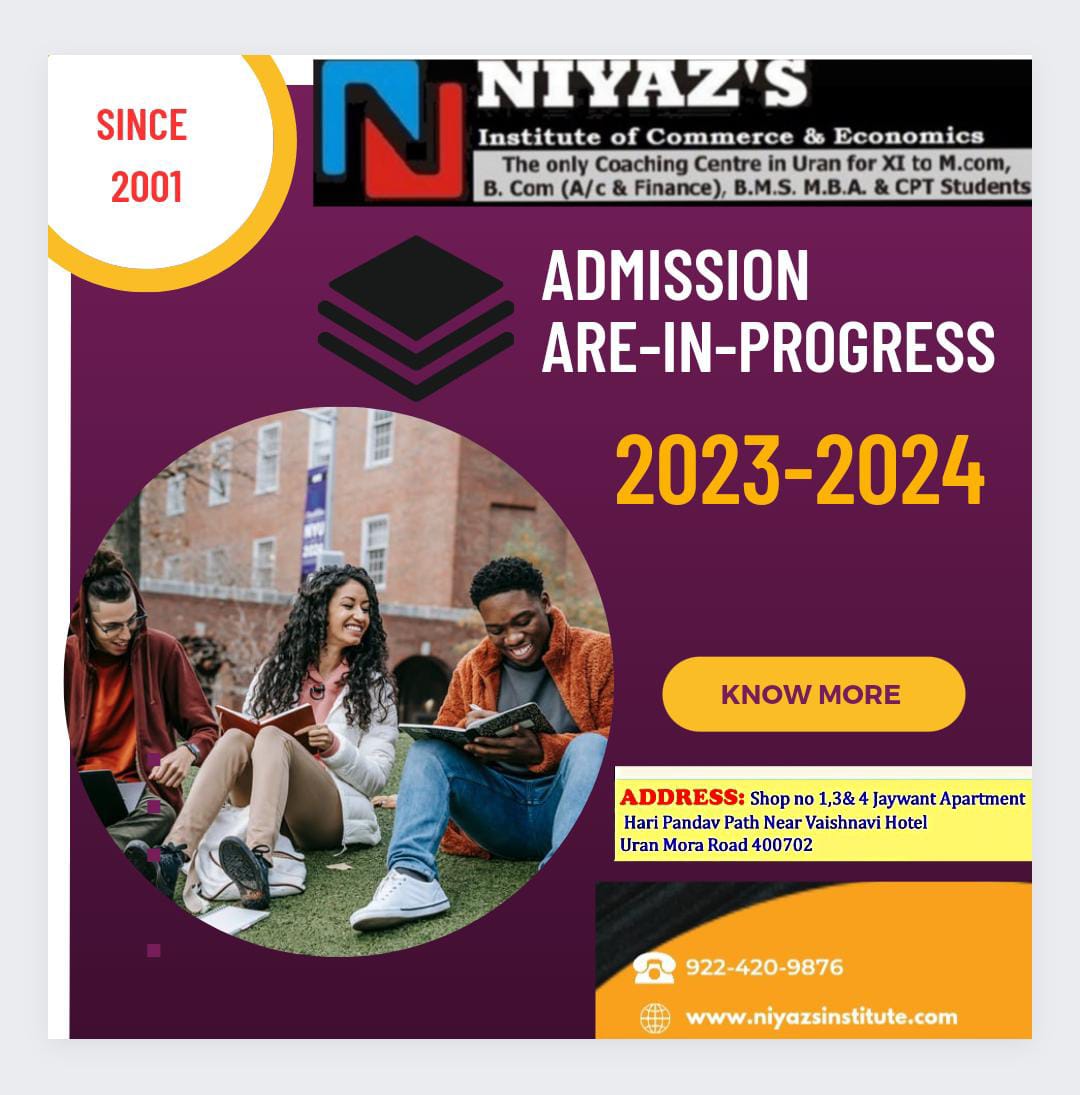 SINCE
2001
NIYAZ'S
Institute of Commerce & Economics
The only Coaching Centre in Uran for XI to M.com,
B. Com (A/c & Finance), B.M.S. M.B.A. & CPT Students
ADMISSION
ARE-IN-PROGRESS
2023-2024
NYU
KNOW MORE
ADDRESS: Shop no 1,3& 4 Jaywant Apartment
Hari Pandav Path Near Vaishnavi Hotel
Uran Mora Road 400702
922-420-9876
www.niyazsinstitute.com